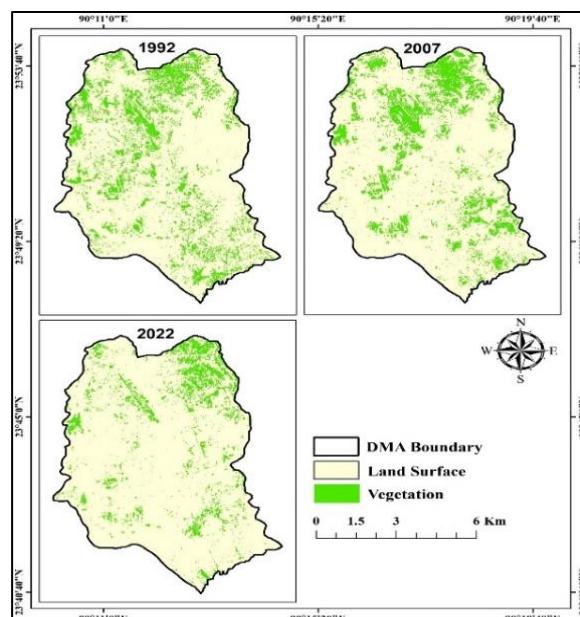 90°11'0"E 90°15'20"E 90°19'40"E
1992
2007
23°53'40"N
23°49'20"N
2022
N
W E
S
23°45'0"N
DMA Boundary
Land Surface
Vegetation
0 1.5 3 6 Km
23°40'40"N